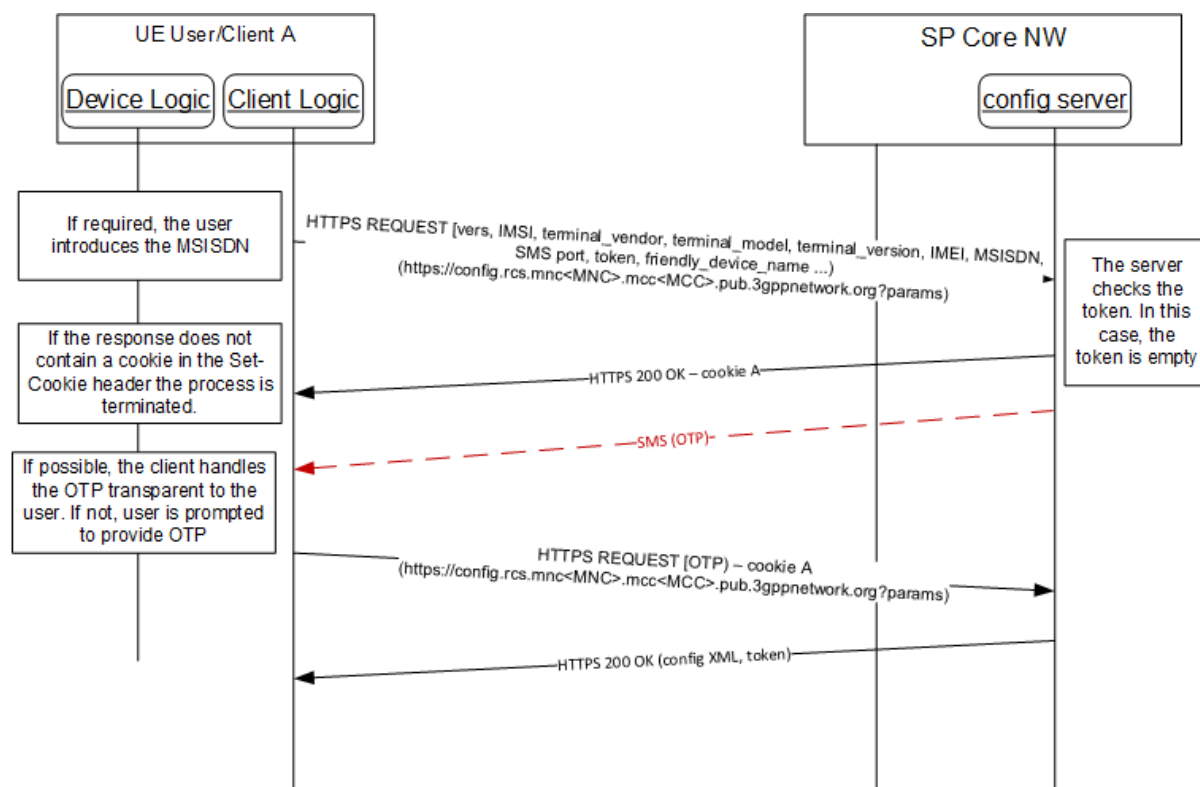 UE User/Client A
SP Core NW
Device Logic
Client Logic
config server
If required, the user
introduces the MSISDN
HTTPS REQUEST [vers, IMSI, terminal_vendor, terminal_model, terminal_version, IMEI, MSISDN,
SMS port, token, friendly_device_name ...)
(https://config.rcs.mnc<MNC>.mcc<MCC>.pub.3gppnetwork.org?params)
The server
checks the
token. In this
case, the
token is empty
If the response does not
contain a cookie in the Set-
Cookie header the process is
terminated.
HTTPS 200 OK – cookie A
SMS (OTP)
If possible, the client handles
the OTP transparent to the
user. If not, user is prompted
to provide OTP
HTTPS REQUEST [OTP) – cookie A
(https://config.rcs.mnc<MNC>.mcc<MCC>.pub.3gppnetwork.org?params)
HTTPS 200 OK (config XML, token)